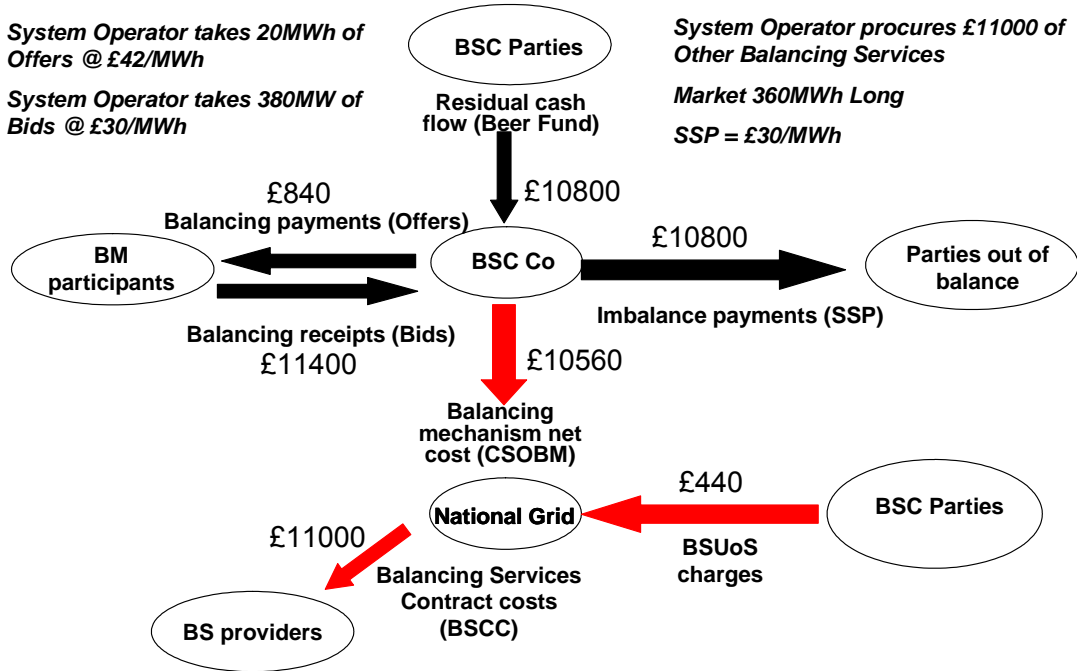 System Operator takes 20MWh of
Offers @ £42/MWh
System Operator takes 380MW of
Bids @ £30/MWh
BSC Parties
System Operator procures £11000 of
Other Balancing Services
Market 360MWh Long
SSP = £30/MWh
Residual cash
flow (Beer Fund)
£10800
£840
Balancing payments (Offers)
BM
participants
BSC Co
£10800
Parties out of
balance
Balancing receipts (Bids)
£11400
Imbalance payments (SSP)
£10560
Balancing
mechanism net
cost (CSOBM)
National Grid
£440
BSC Parties
BSUoS
charges
£11000
Balancing Services
Contract costs
(BSCC)
BS providers